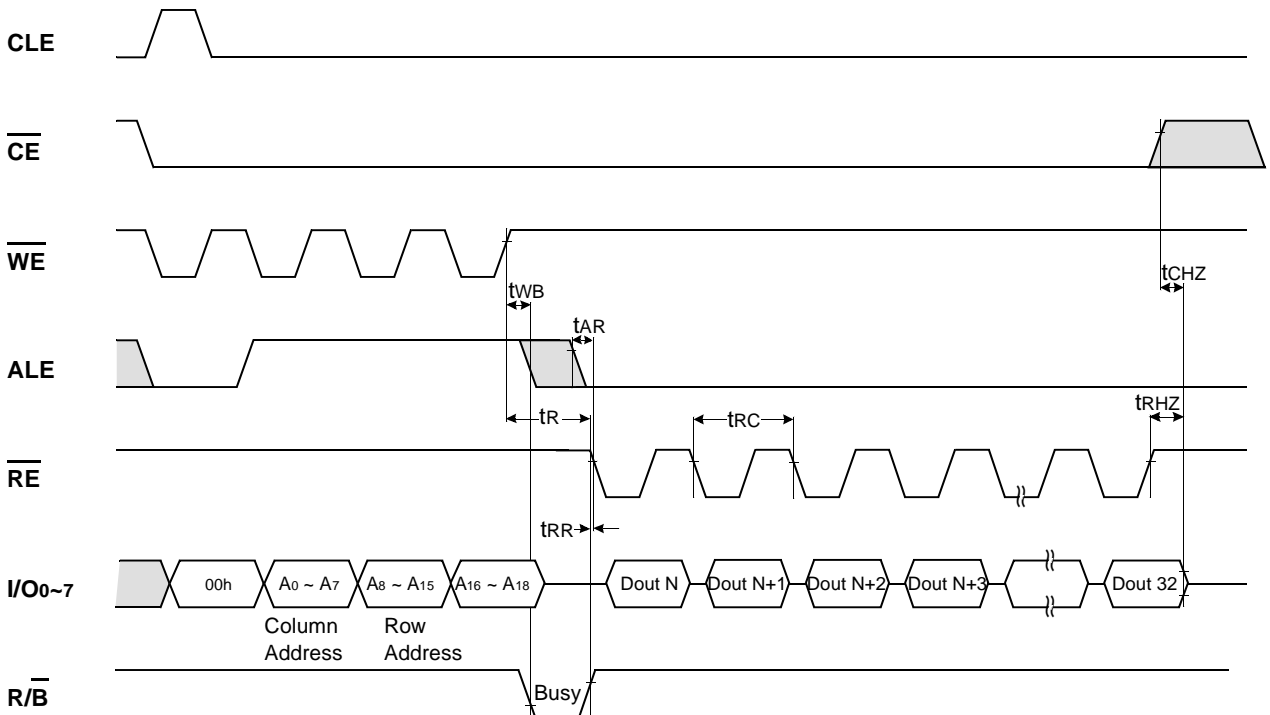 CLE
CE
WE
tCHZ
tWB
tAR
ALE
tRHZ
tR
tRC
RE
tRR
I/O0~7
00h
A0 ~ A7
A8 ~ A15
A16 ~ A18
Dout N
Dout N+1
Dout N+2
Dout N+3
Dout 32
Column
Address
Row
Address
R/B
Busy